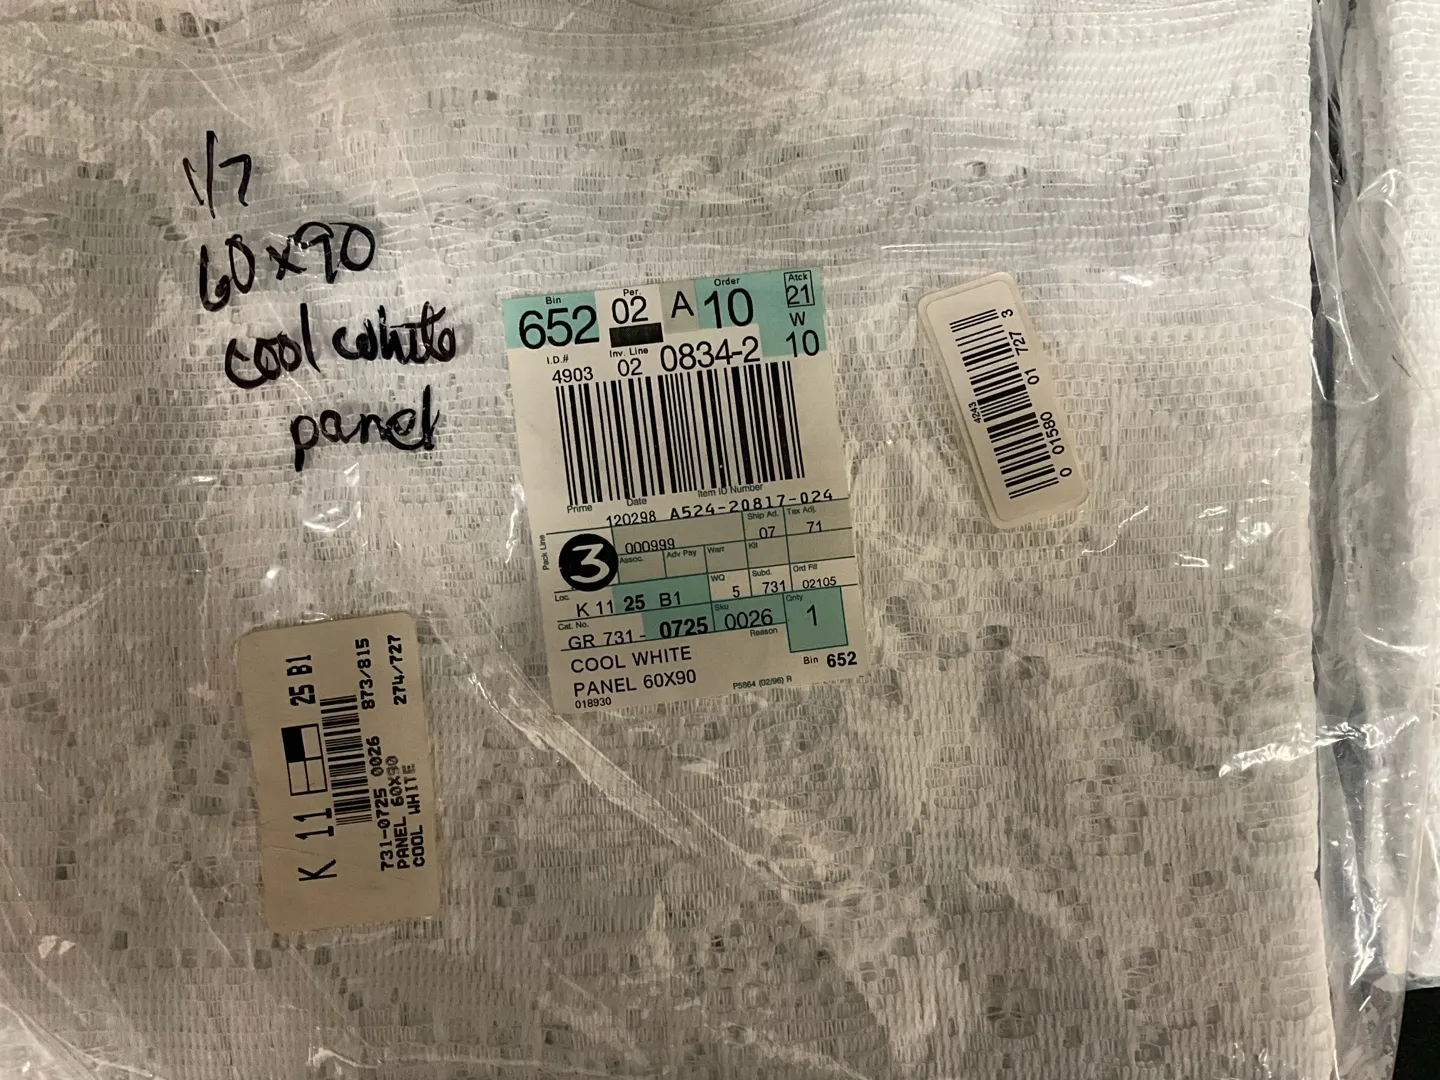 1/7
60x90
cool white
panel
Bin Per. Order Atck
652 02 A 10 21
W
I.D.# Inv. Line
4903 02 0834-2 10
Prime Date Item ID Number
120298 A524-20817-024
Pack Line 3 000999 Ship Ad. Tax Adj.
07 71
Assoc. Adv Pay Warr Kit
WQ Subd. Ord Fill
5 731 02105
Loc. K 11 25 B1
Cat. No. Sku Qnty
GR 731- 0725 0026 1
Reason
COOL WHITE
PANEL 60X90
Bin 652
018930
P5864 (02/96) R
4243
0 01580 01 727 3
K 11 25 B1
873/815
274/727
731-0725 0026
PANEL 60X90
COOL WHITE